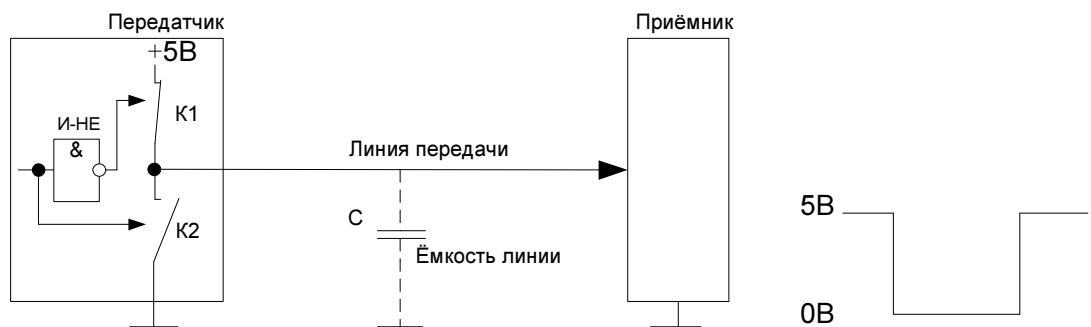 Передатчик
Приёмник
+5В
К1
И-НЕ
&
Линия передачи
С
К2
Ёмкость линии
5В
0В